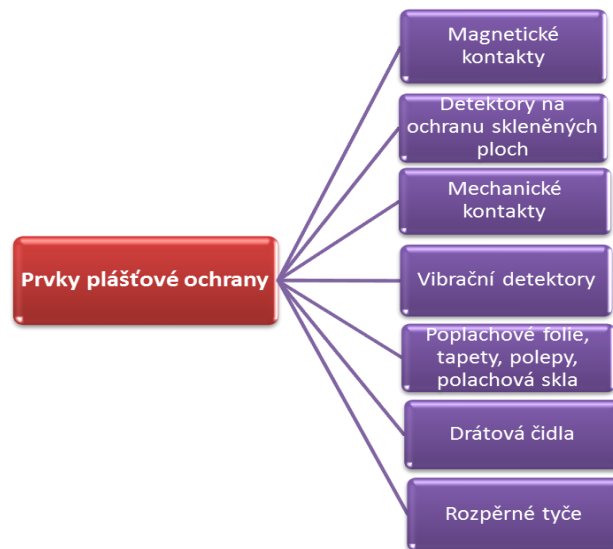 Magnetické
kontakty
Detektory na
ochranu skleněných
ploch
Mechanické
kontakty
Prvky plášťové ochrany
Vibrační detektory
Poplachové folie,
tapety, polepy,
polachová skla
Drátová čidla
Rozpěrné tyče